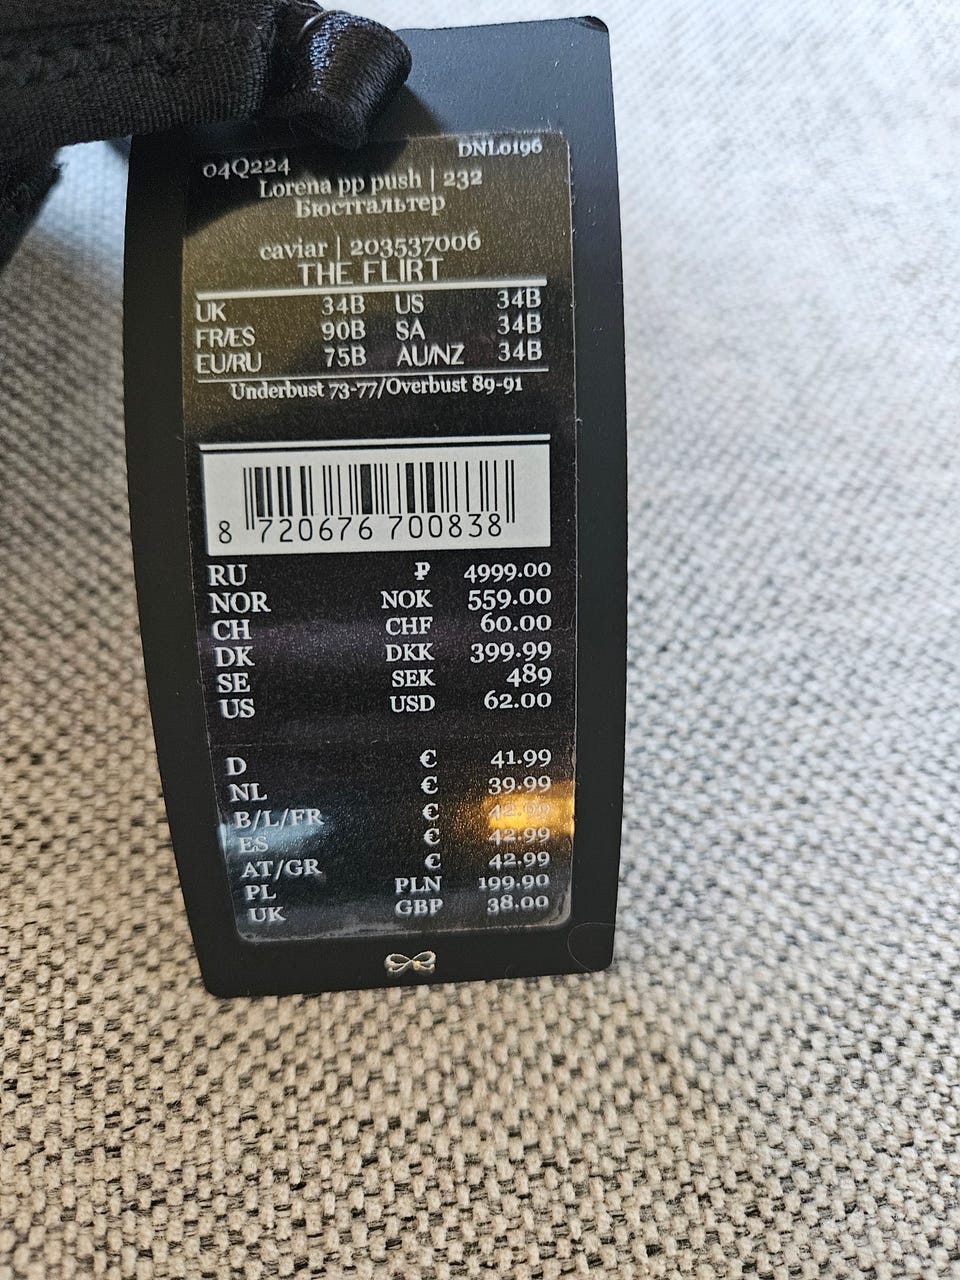 04Q224 DNL0196
Lorena pp push | 232
Бюстгальтер
caviar | 203537006
THE FLIRT
UK 34B US 34B
FR/ES 90B SA 34B
EU/RU 75B AU/NZ 34B
Underbust 73-77/Overbust 89-91
8 720676 700838
RU ₽ 4999.00
NOR NOK 559.00
CH CHF 60.00
DK DKK 399.99
SE SEK 489
US USD 62.00
D € 41.99
NL € 39.99
B/L/FR € 42.99
ES € 42.99
AT/GR € 42.99
PL PLN 199.90
UK GBP 38.00